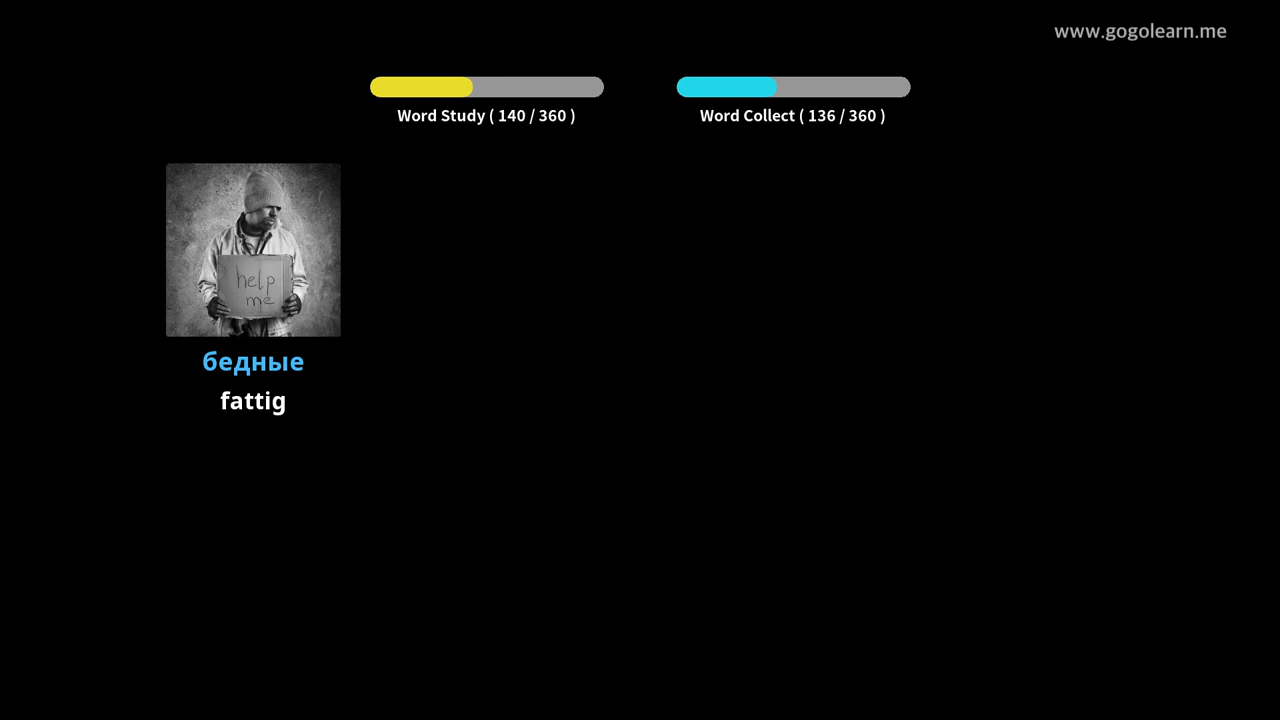 www.gogolearn.me
Word Study ( 140 / 360 )
Word Collect ( 136 / 360 )
help
me
бедные
fattig